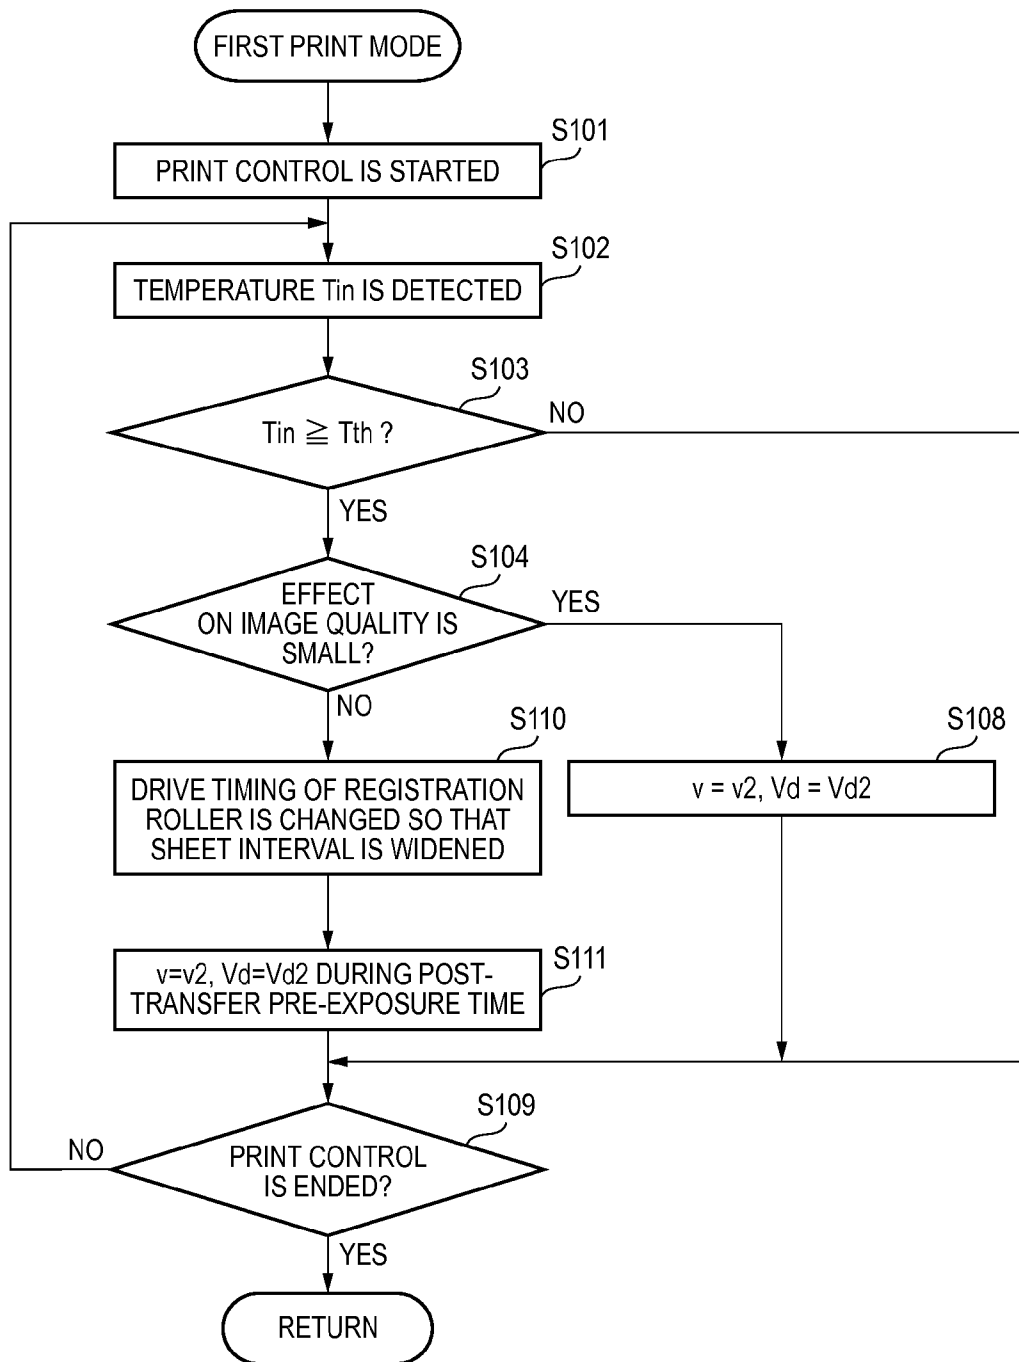 FIRST PRINT MODE
S101
PRINT CONTROL IS STARTED
S102
TEMPERATURE Tin IS DETECTED
S103
Tin ≧ Tth ?
NO
YES
S104
EFFECT
ON IMAGE QUALITY IS
SMALL?
YES
NO
S110
DRIVE TIMING OF REGISTRATION
ROLLER IS CHANGED SO THAT
SHEET INTERVAL IS WIDENED
S108
v = v2, Vd = Vd2
S111
v=v2, Vd=Vd2 DURING POST-
TRANSFER PRE-EXPOSURE TIME
S109
NO
PRINT CONTROL
IS ENDED?
YES
RETURN